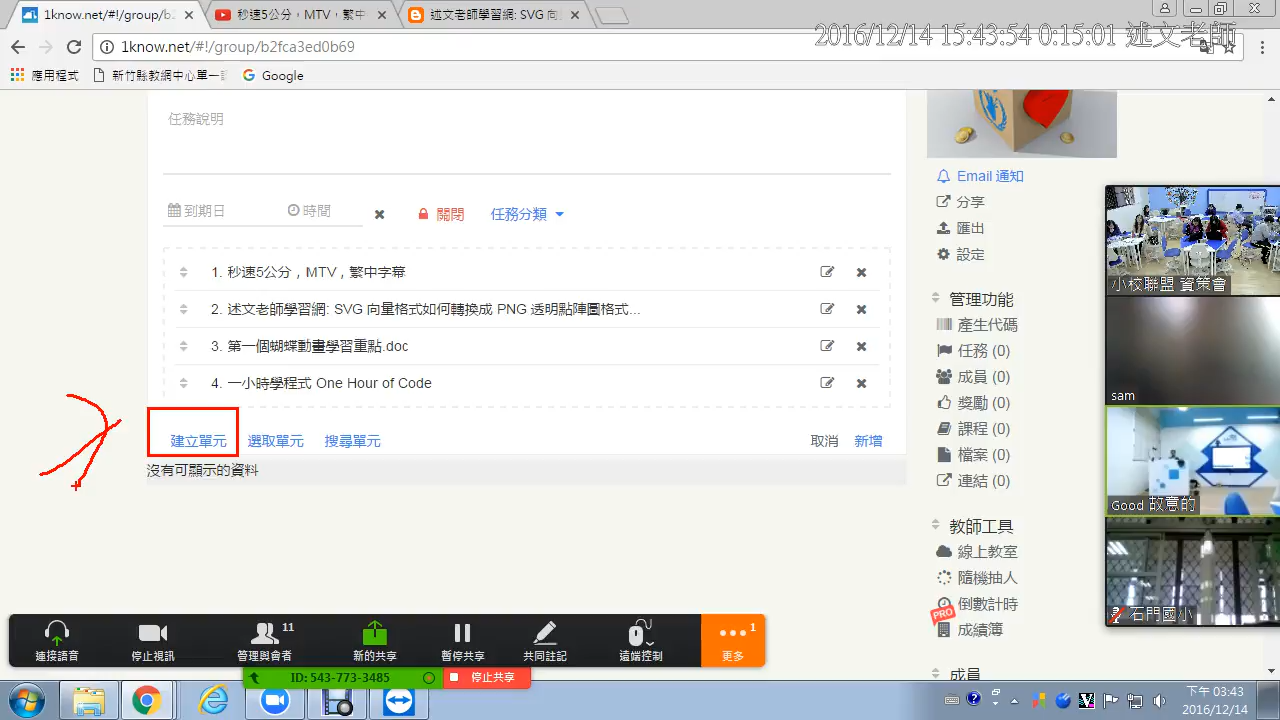 1know.net/#!/group/b2
秒速5公分，MTV，繁中
述文老師學習網: SVG 向
1know.net/#!/group/b2fca3ed0b69
2016/12/14 15:43:54 0:15:01 述文老師
應用程式
新竹縣教網中心單一
Google
任務說明
到期日
時間
關閉
任務分類
1. 秒速5公分，MTV，繁中字幕
2. 述文老師學習網: SVG 向量格式如何轉換成 PNG 透明點陣圖格式...
3. 第一個蝴蝶動畫學習重點.doc
4. 一小時學程式 One Hour of Code
建立單元
選取單元
搜尋單元
取消
新增
沒有可顯示的資料
Email 通知
分享
匯出
設定
管理功能
產生代碼
任務 (0)
成員 (0)
獎勵 (0)
課程 (0)
檔案 (0)
連結 (0)
教師工具
線上教室
隨機抽人
倒數計時
PRO
成績簿
成員
小校聯盟 資策會
sam
Good 故意的
石門國小
連接語音
停止視訊
11
管理與會者
新的共享
暫停共享
共同註記
遠端控制
1
更多
ID: 543-773-3485
停止共享
下午 03:43
2016/12/14